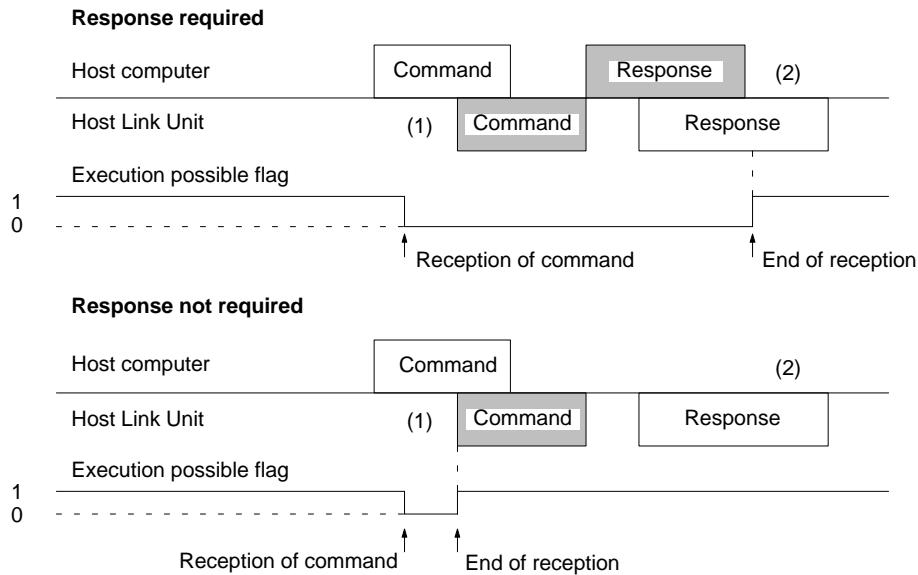 Response required
Host computer Command Response (2)
Host Link Unit (1) Command Response
Execution possible flag
1
0
Reception of command End of reception
Response not required
Host computer Command (2)
Host Link Unit (1) Command Response
Execution possible flag
1
0
Reception of command End of reception